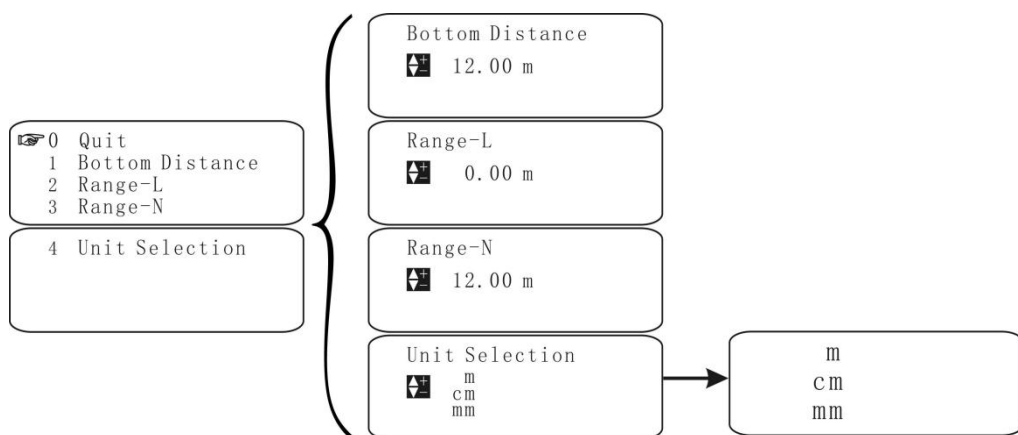 0 Quit
1 Bottom Distance
2 Range-L
3 Range-N
4 Unit Selection
Bottom Distance
+
− 12.00 m
Range-L
+
− 0.00 m
Range-N
+
− 12.00 m
Unit Selection
+
−
m
cm
mm
m
cm
mm